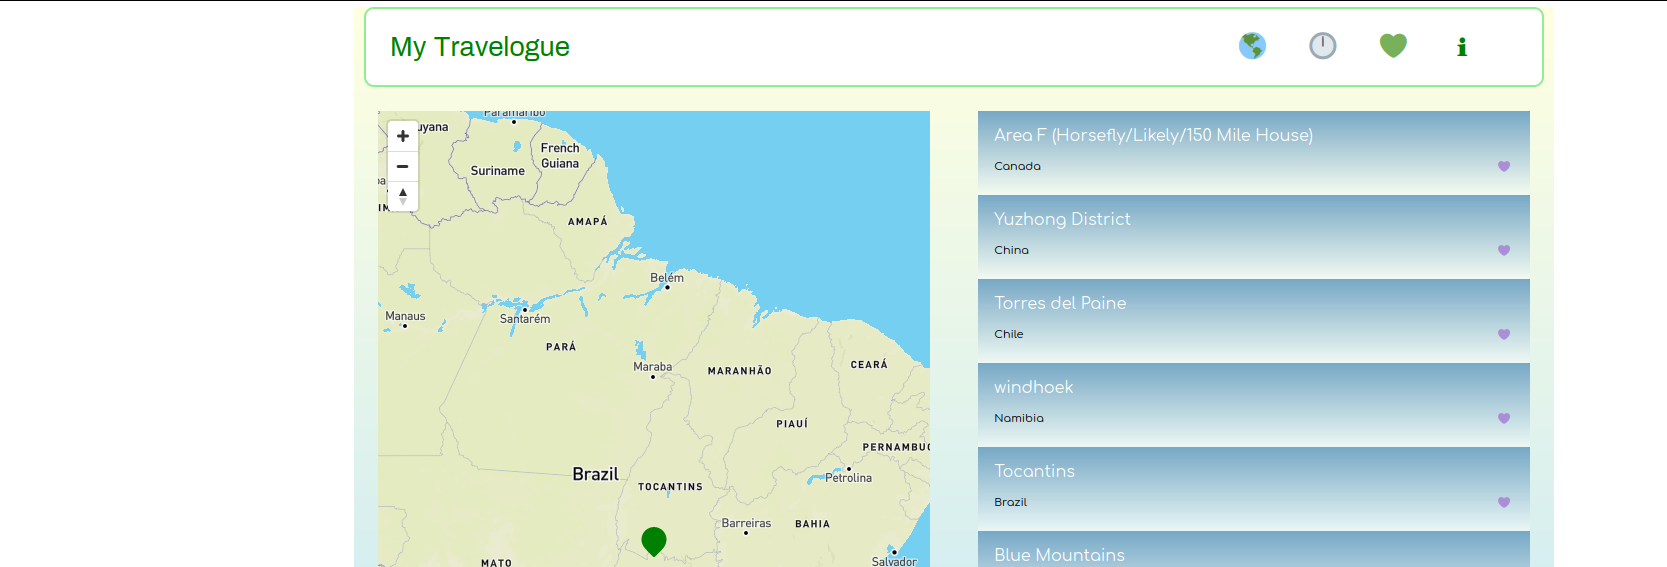 My Travelogue
i
Paramaribo
uyana
French
Guiana
Suriname
pa
IM
AMAPÁ
Belém
Manaus
Santarém
PARÁ
Maraba
MARANHÃO
CEARÁ
PIAUÍ
PERNAMBUC
Brazil
Petrolina
TOCANTINS
Barreiras
BAHIA
MATO
Salvador
Area F (Horsefly/Likely/150 Mile House)
Canada
Yuzhong District
China
Torres del Paine
Chile
windhoek
Namibia
Tocantins
Brazil
Blue Mountains